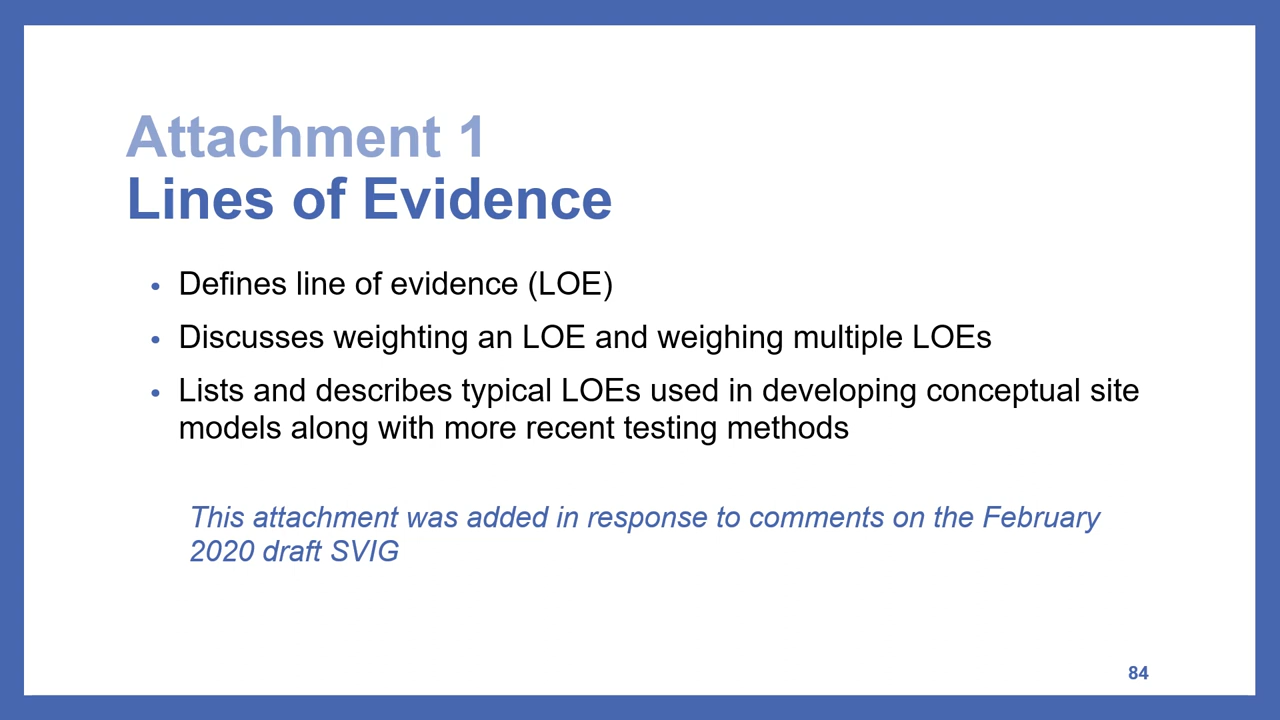 Attachment 1
Lines of Evidence
• Defines line of evidence (LOE)
• Discusses weighting an LOE and weighing multiple LOEs
• Lists and describes typical LOEs used in developing conceptual site
models along with more recent testing methods
This attachment was added in response to comments on the February
2020 draft SVIG
84